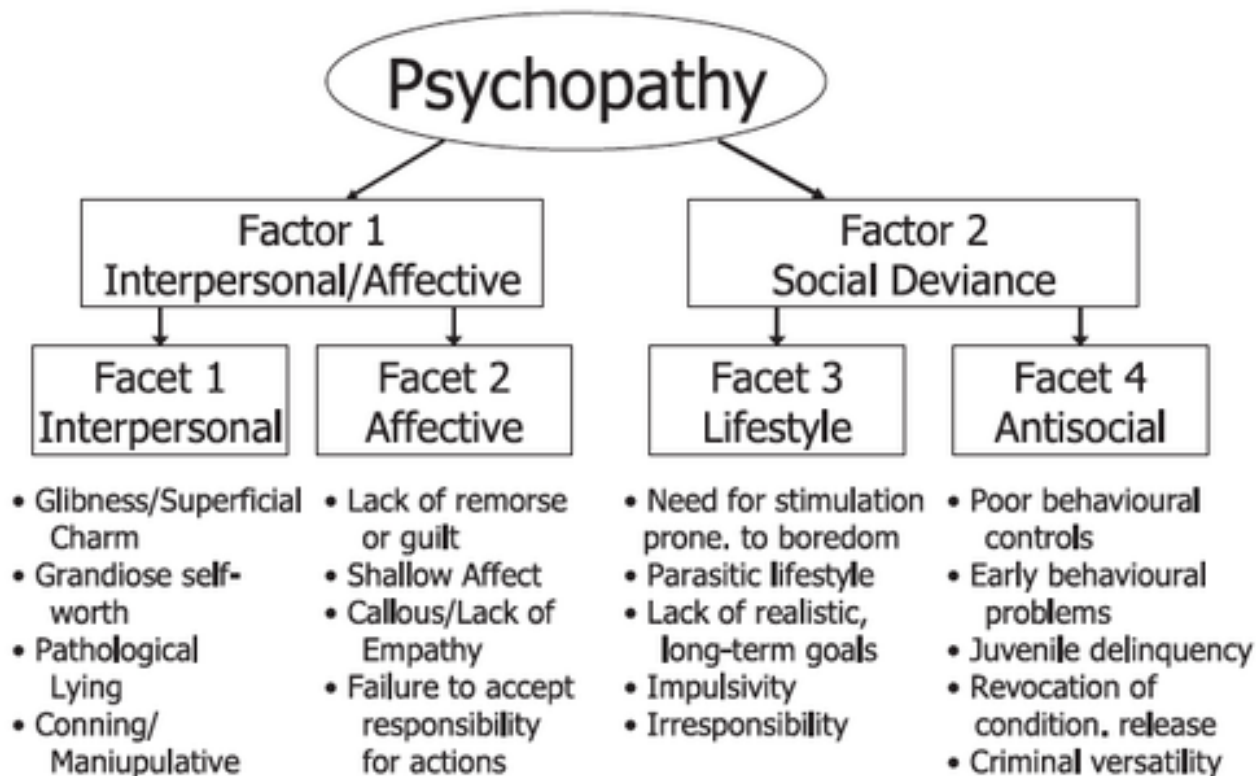 Psychopathy
Factor 1
Interpersonal/Affective
Factor 2
Social Deviance
Facet 1
Interpersonal
Facet 2
Affective
Facet 3
Lifestyle
Facet 4
Antisocial
• Glibness/Superficial
Charm
• Grandiose self-
worth
• Pathological
Lying
• Conning/
Maniupulative
• Lack of remorse
or guilt
• Shallow Affect
• Callous/Lack of
Empathy
• Failure to accept
responsibility
for actions
• Need for stimulation
prone. to boredom
• Parasitic lifestyle
• Lack of realistic,
long-term goals
• Impulsivity
• Irresponsibility
• Poor behavioural
controls
• Early behavioural
problems
• Juvenile delinquency
• Revocation of
condition. release
• Criminal versatility